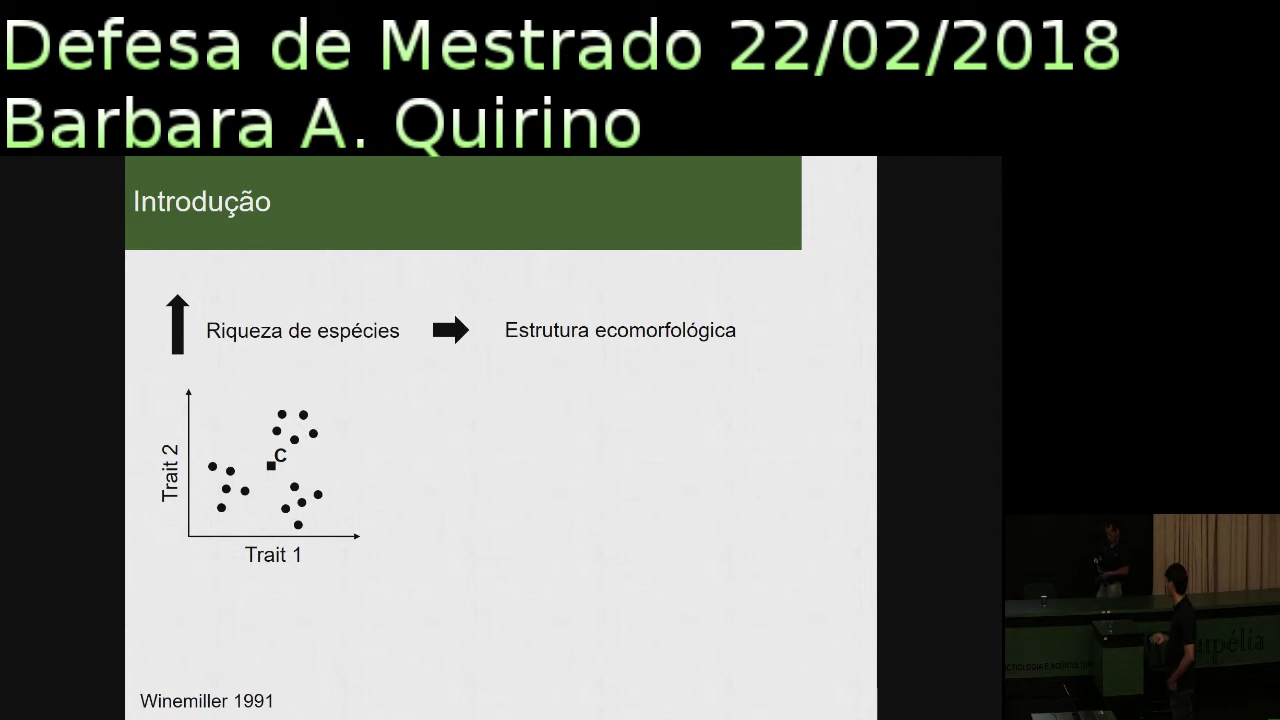 Defesa de Mestrado 22/02/2018
Barbara A. Quirino
Introdução
Riqueza de espécies
Estrutura ecomorfológica
C
Trait 2
Trait 1
Winemiller 1991